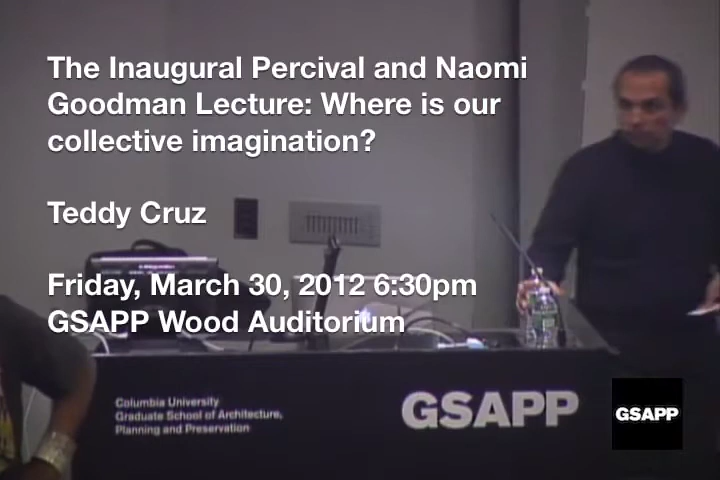 The Inaugural Percival and Naomi
Goodman Lecture: Where is our
collective imagination?
Teddy Cruz
Friday, March 30, 2012 6:30pm
GSAPP Wood Auditorium
Columbia University
Graduate School of Architecture,
Planning and Preservation
GSAPP
GSAPP